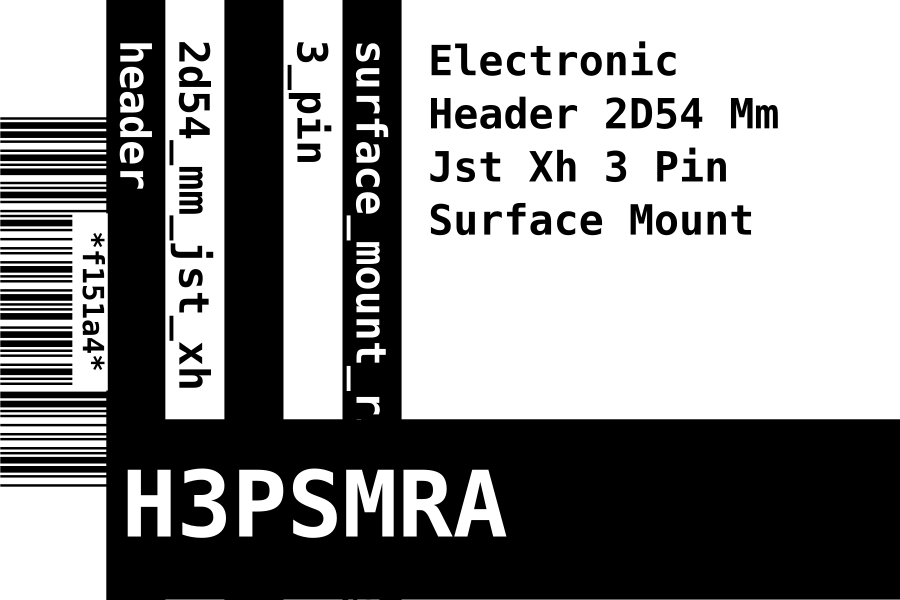 *f151a4*
header
2d54_mm_jst_xh
3_pin
surface_mount_r
Electronic
Header 2D54 Mm
Jst Xh 3 Pin
Surface Mount
H3PSMRA